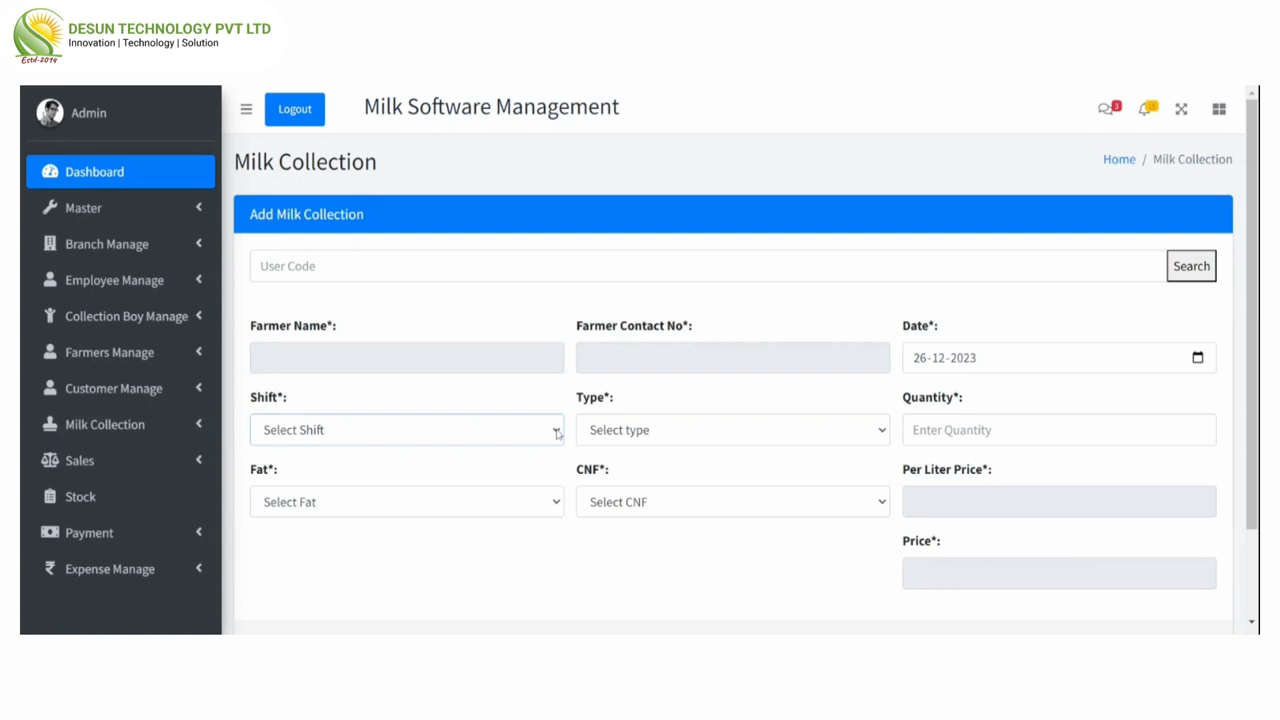 DESUN TECHNOLOGY PVT LTD
Innovation | Technology | Solution
Estd-2014
Admin
Logout
Milk Software Management
3
15
Dashboard
Master
Branch Manage
Employee Manage
Collection Boy Manage
Farmers Manage
Customer Manage
Milk Collection
Sales
Stock
Payment
Expense Manage
Milk Collection
Home / Milk Collection
Add Milk Collection
User Code
Search
Farmer Name*:
Farmer Contact No*:
Date*:
26-12-2023
Shift*:
Type*:
Quantity*:
Select Shift
Select type
Enter Quantity
Fat*:
CNF*:
Per Liter Price*:
Select Fat
Select CNF
Price*: